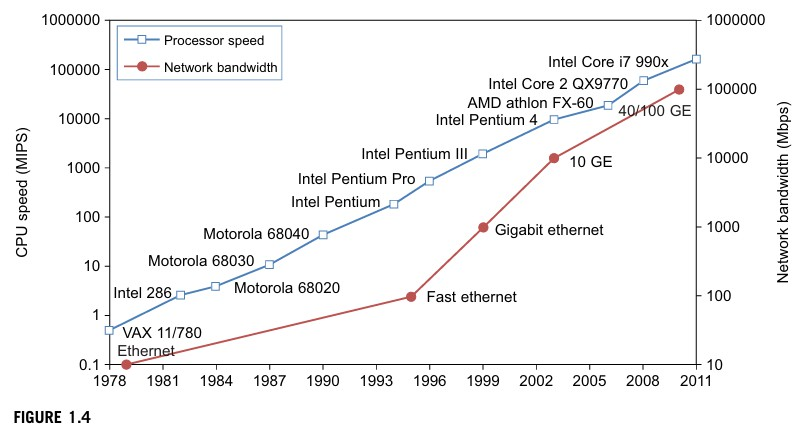 1000000
100000
10000
1000
100
10
1
0.1
CPU speed (MIPS)
Processor speed
Network bandwidth
1000000
100000
10000
1000
100
10
Network bandwidth (Mbps)
Intel Core i7 990x
Intel Core 2 QX9770
AMD athlon FX-60
40/100 GE
Intel Pentium 4
Intel Pentium III
10 GE
Intel Pentium Pro
Intel Pentium
Motorola 68040
Gigabit ethernet
Motorola 68030
Motorola 68020
Intel 286
Fast ethernet
VAX 11/780
Ethernet
1978 1981 1984 1987 1990 1993 1996 1999 2002 2005 2008 2011
FIGURE 1.4